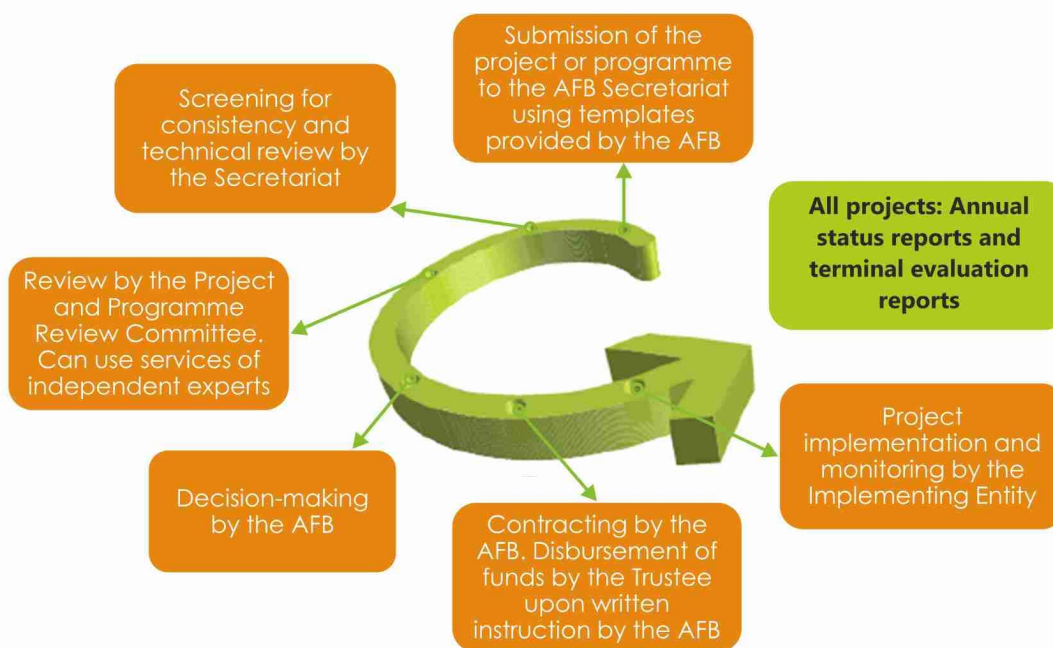 Submission of the
project or programme
to the AFB Secretariat
using templates
provided by the AFB
Screening for
consistency and
technical review by
the Secretariat
Review by the Project
and Programme
Review Committee.
Can use services of
independent experts
Decision-making
by the AFB
Contracting by the
AFB. Disbursement of
funds by the Trustee
upon written
instruction by the AFB
Project
implementation and
monitoring by the
Implementing Entity
All projects: Annual
status reports and
terminal evaluation
reports